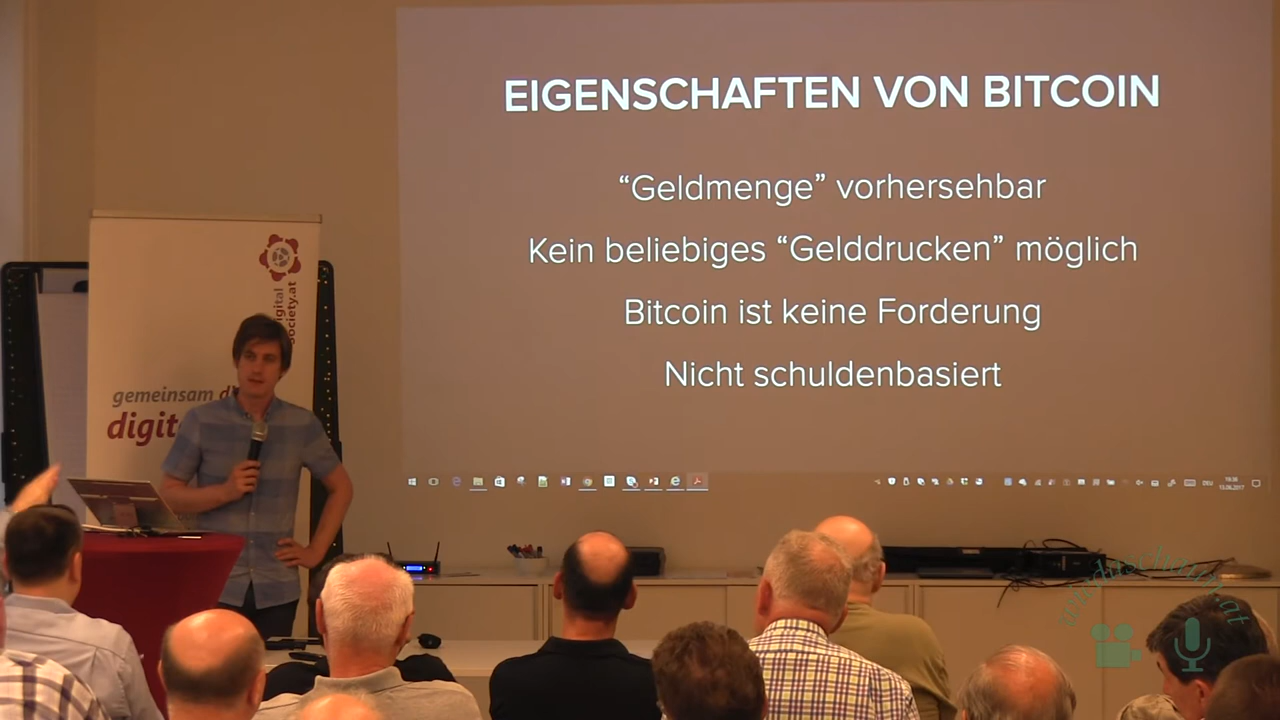 EIGENSCHAFTEN VON BITCOIN
“Geldmenge” vorhersehbar
Kein beliebiges “Gelddrucken” möglich
Bitcoin ist keine Forderung
Nicht schuldenbasiert
DEU
digital
society.at
gemeinsam d
digit